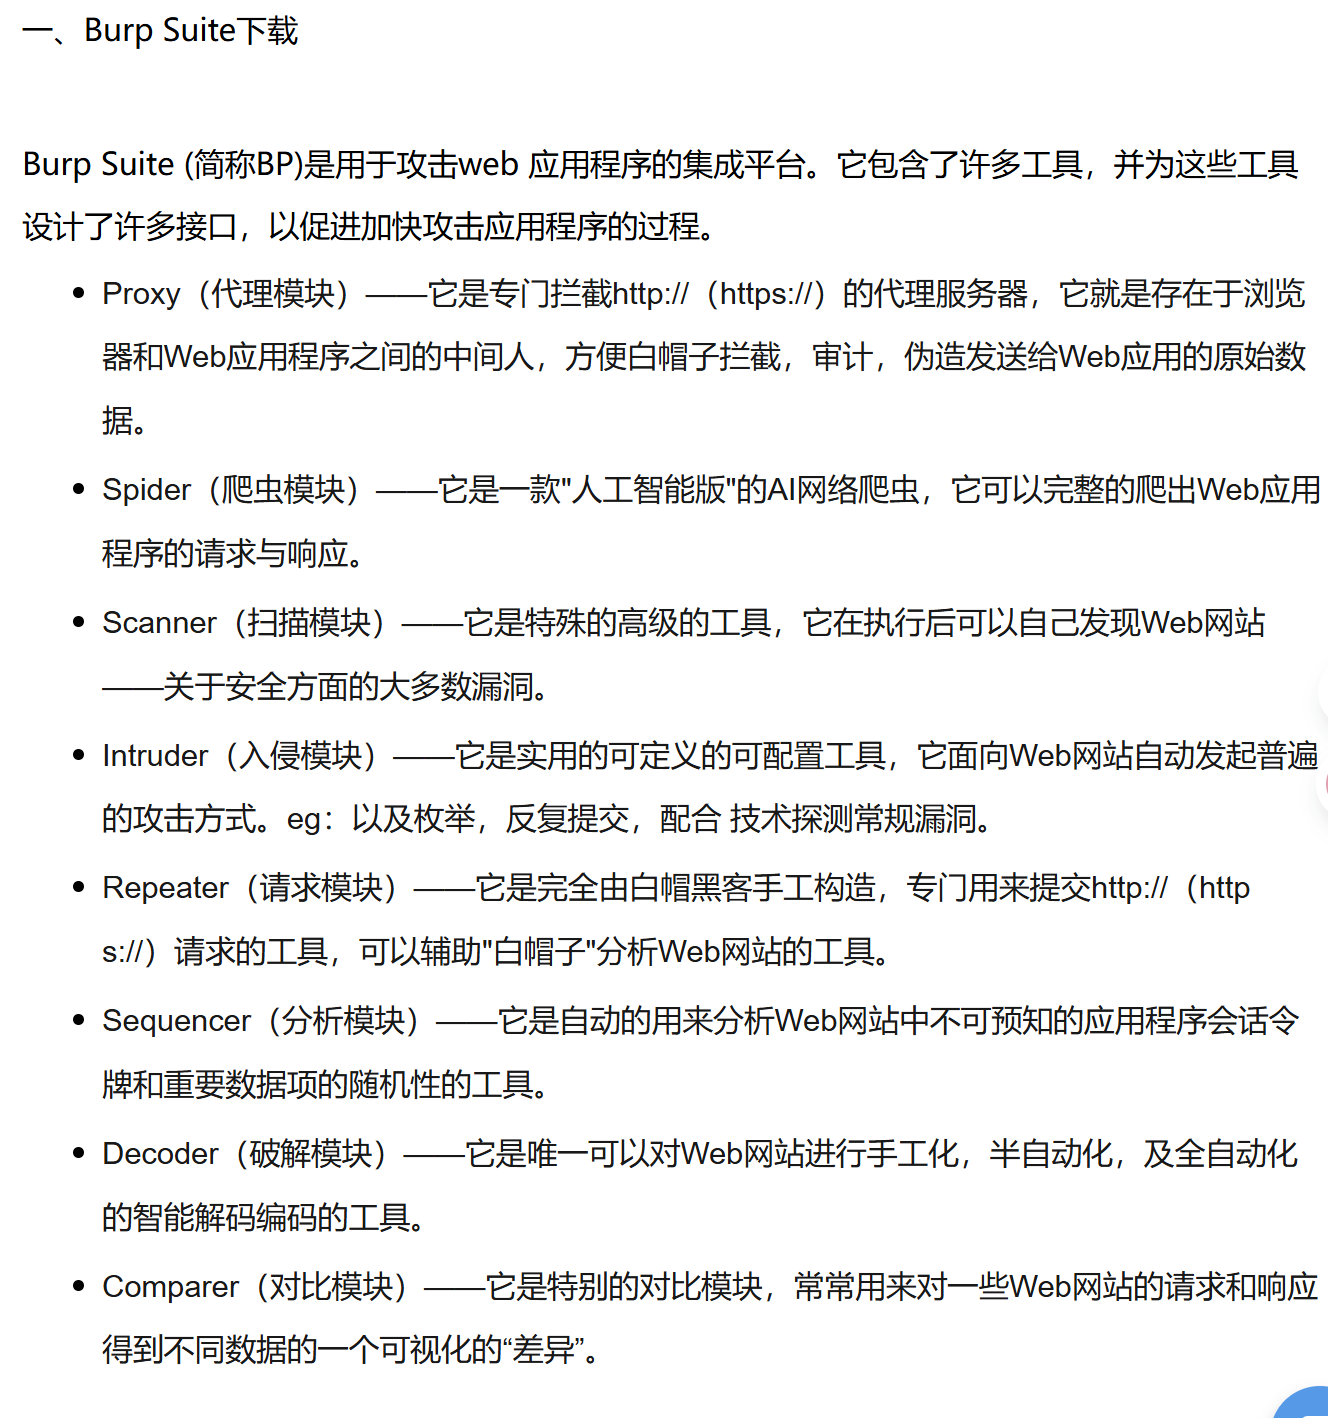 一、Burp Suite下载
Burp Suite (简称BP)是用于攻击web 应用程序的集成平台。它包含了许多工具，并为这些工具
设计了许多接口，以促进加快攻击应用程序的过程。
Proxy（代理模块）——它是专门拦截http://（https://）的代理服务器，它就是存在于浏览
器和Web应用程序之间的中间人，方便白帽子拦截，审计，伪造发送给Web应用的原始数
据。
Spider（爬虫模块）——它是一款"人工智能版"的AI网络爬虫，它可以完整的爬出Web应用
程序的请求与响应。
Scanner（扫描模块）——它是特殊的高级的工具，它在执行后可以自己发现Web网站
——关于安全方面的大多数漏洞。
Intruder（入侵模块）——它是实用的可定义的可配置工具，它面向Web网站自动发起普遍
的攻击方式。eg：以及枚举，反复提交，配合 技术探测常规漏洞。
Repeater（请求模块）——它是完全由白帽黑客手工构造，专门用来提交http://（http
s://）请求的工具，可以辅助"白帽子"分析Web网站的工具。
Sequencer（分析模块）——它是自动的用来分析Web网站中不可预知的应用程序会话令
牌和重要数据项的随机性的工具。
Decoder（破解模块）——它是唯一可以对Web网站进行手工化，半自动化，及全自动化
的智能解码编码的工具。
Comparer（对比模块）——它是特别的对比模块，常常用来对一些Web网站的请求和响应
得到不同数据的一个可视化的“差异”。